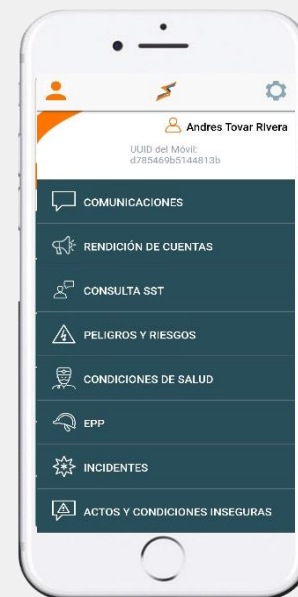 Andres Tovar RIvera
UUID del Móvil:
d785469b5144813b
COMUNICACIONES
RENDICIÓN DE CUENTAS
CONSULTA SST
PELIGROS Y RIESGOS
CONDICIONES DE SALUD
EPP
INCIDENTES
ACTOS Y CONDICIONES INSEGURAS